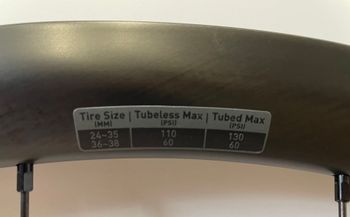 Tire Size | Tubeless Max | Tubed Max
(MM) (PSI) (PSI)
24-35 110 130
36-38 60 60